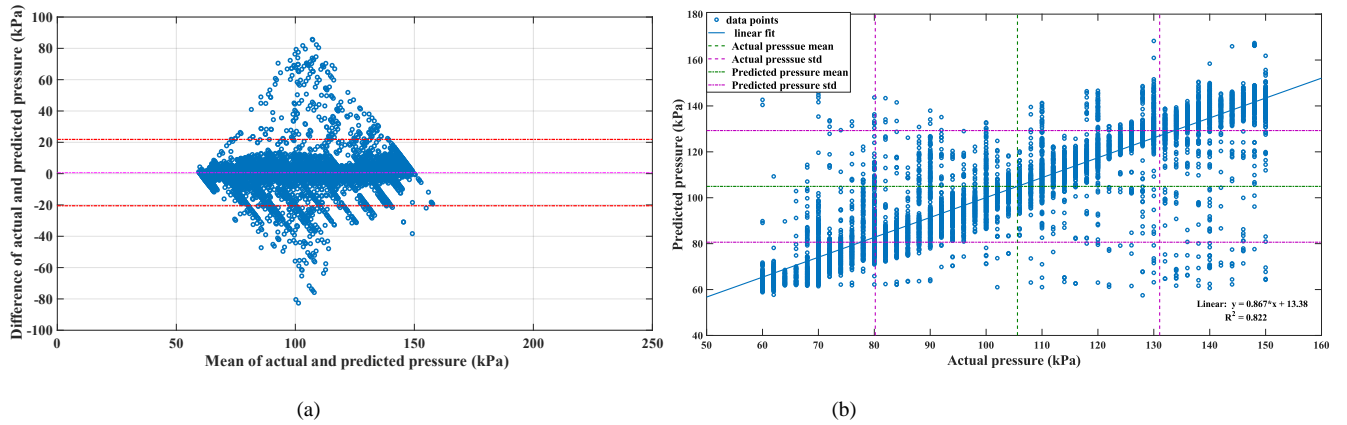 100
80
60
40
20
0
-20
-40
-60
-80
-100
0
50
100
150
200
250
Difference of actual and predicted pressure (kPa)
Mean of actual and predicted pressure (kPa)
(a)
180
160
140
120
100
80
60
40
50
60
70
80
90
100
110
120
130
140
150
160
Predicted pressure (kPa)
Actual pressure (kPa)
data points
linear fit
Actual presssue mean
Actual presssue std
Predicted pressure mean
Predicted pressure std
Linear: y = 0.867*x + 13.38
R² = 0.822
(b)